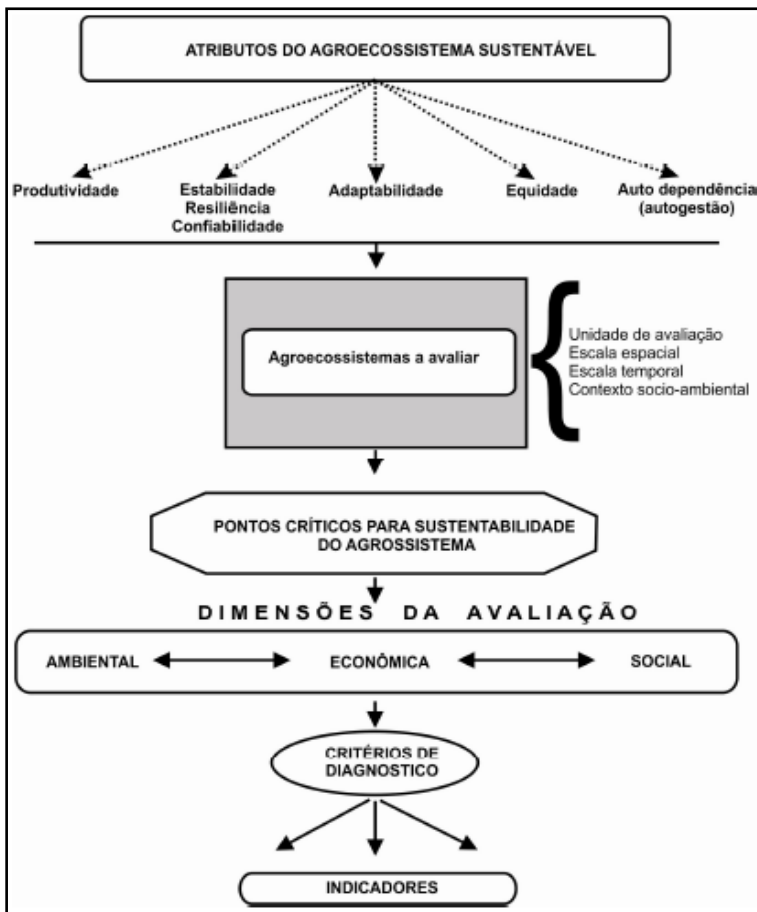 ATRIBUTOS DO AGROECOSSISTEMA SUSTENTÁVEL
Produtividade
Estabilidade
Resiliência
Confiabilidade
Adaptabilidade
Equidade
Auto dependência
(autogestão)
Agroecossistemas a avaliar
Unidade de avaliação
Escala espacial
Escala temporal
Contexto socio-ambiental
PONTOS CRÍTICOS PARA SUSTENTABILIDADE
DO AGROSSISTEMA
DIMENSÕES DA AVALIAÇÃO
AMBIENTAL
ECONÔMICA
SOCIAL
CRITÉRIOS DE
DIAGNOSTICO
INDICADORES